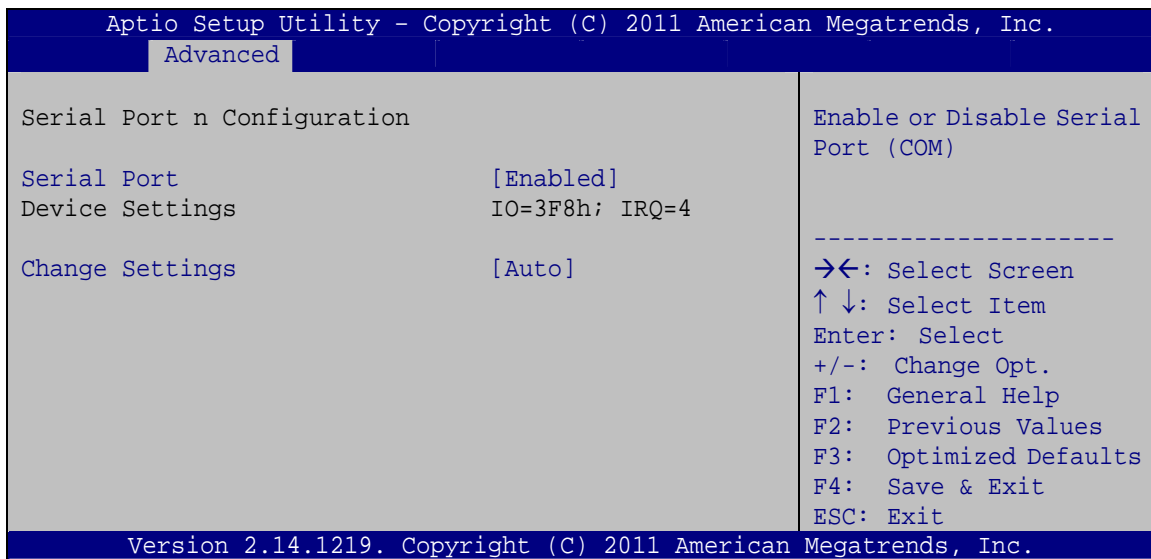 Aptio Setup Utility – Copyright (C) 2011 American Megatrends, Inc.
Advanced
Serial Port n Configuration
Serial Port [Enabled]
Device Settings IO=3F8h; IRQ=4
Change Settings [Auto]
Enable or Disable Serial
Port (COM)
---------------------
→←: Select Screen
↑ ↓: Select Item
Enter: Select
+/-: Change Opt.
F1: General Help
F2: Previous Values
F3: Optimized Defaults
F4: Save & Exit
ESC: Exit
Version 2.14.1219. Copyright (C) 2011 American Megatrends, Inc.